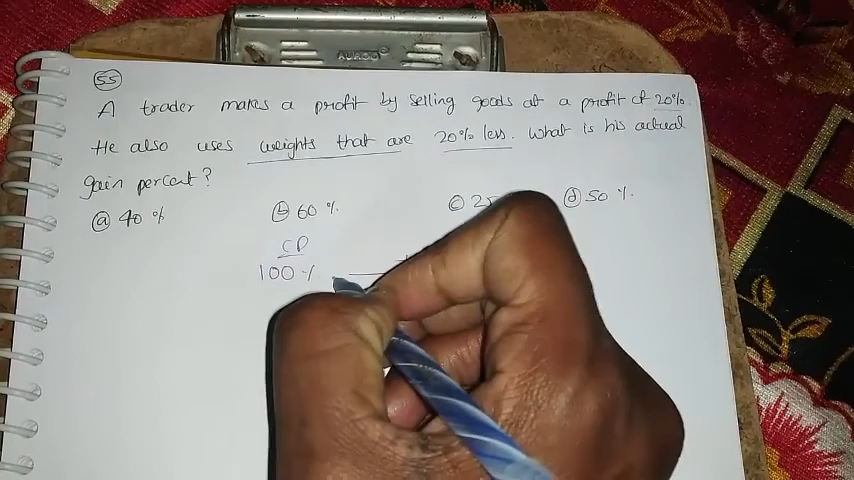 AUROO
55
A trader makes a profit by selling goods at a profit of 20%.
He also uses weights that are 20% less. What is his actual
gain percent?
(a) 40 % (b) 60 %. (c) (d) 50 %.
CP
100 %